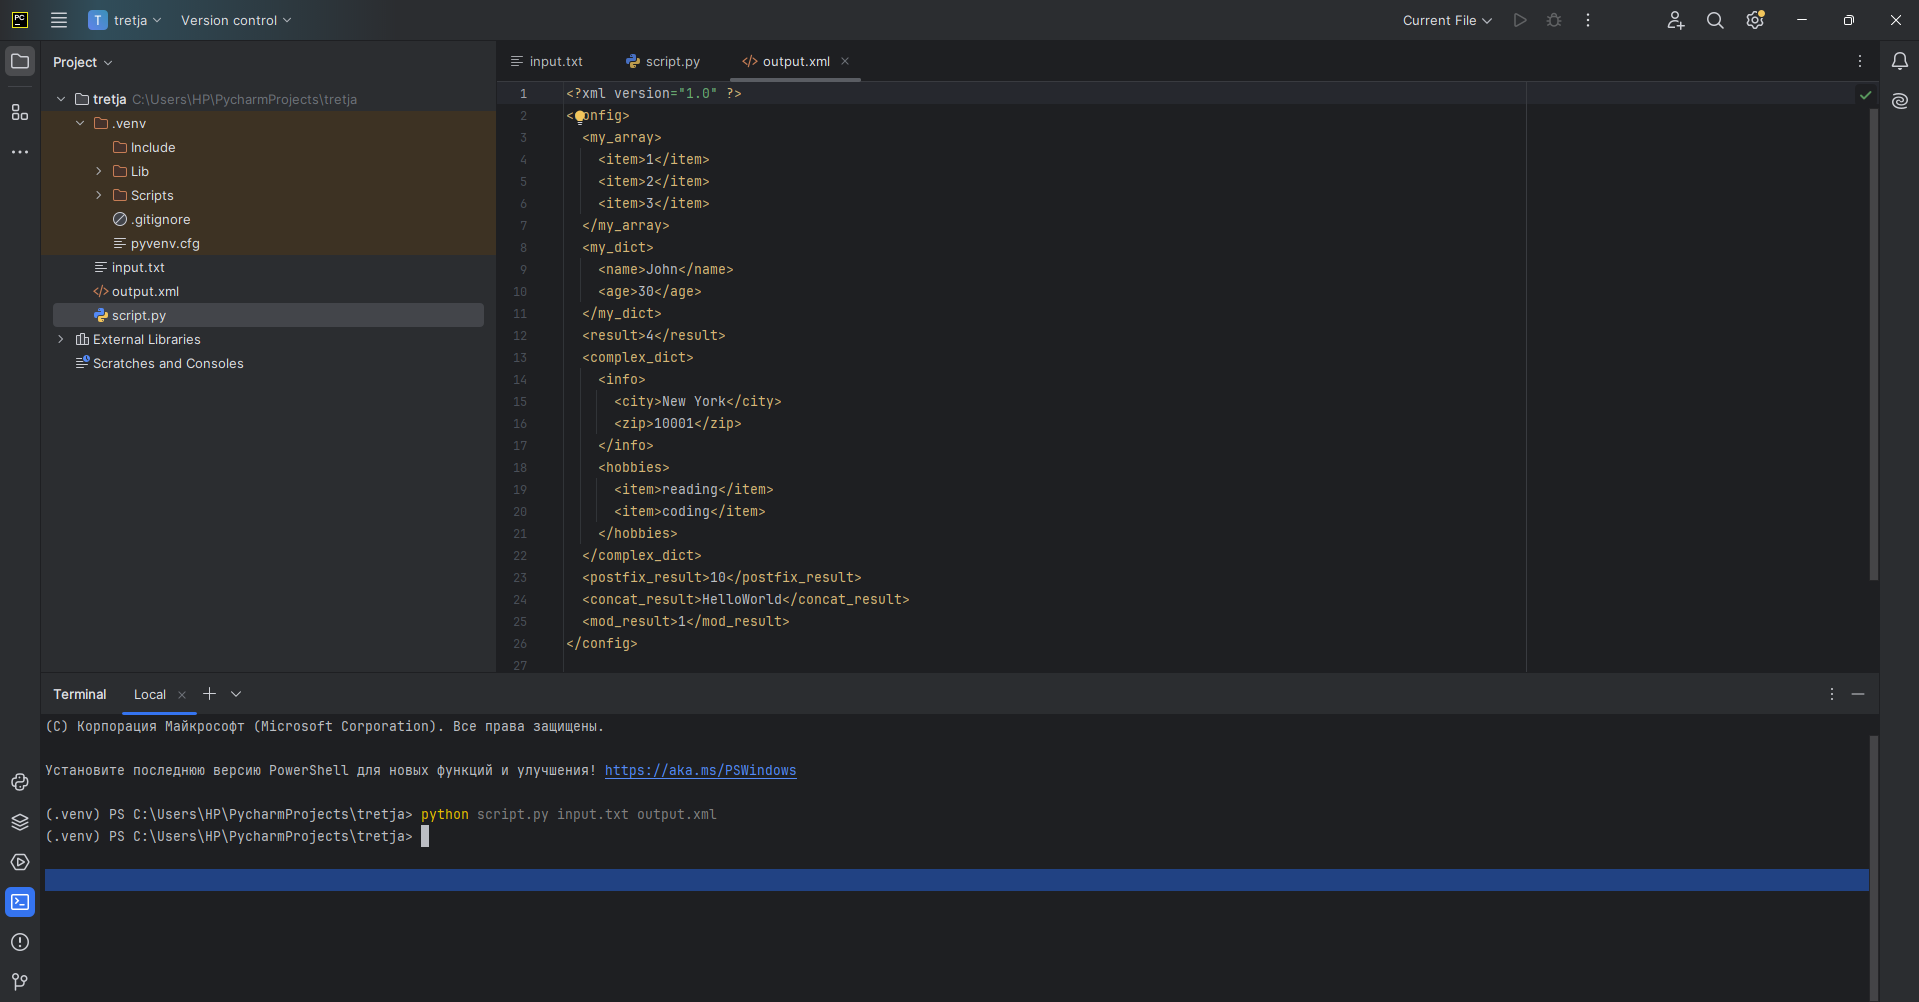 PC
T tretja
Version control
Current File
Project
tretja C:\Users\HP\PycharmProjects\tretja
.venv
Include
Lib
Scripts
.gitignore
pyvenv.cfg
input.txt
output.xml
script.py
External Libraries
Scratches and Consoles
input.txt
script.py
output.xml
1 <?xml version="1.0" ?>
2 <config>
3 <my_array>
4 <item>1</item>
5 <item>2</item>
6 <item>3</item>
7 </my_array>
8 <my_dict>
9 <name>John</name>
10 <age>30</age>
11 </my_dict>
12 <result>4</result>
13 <complex_dict>
14 <info>
15 <city>New York</city>
16 <zip>10001</zip>
17 </info>
18 <hobbies>
19 <item>reading</item>
20 <item>coding</item>
21 </hobbies>
22 </complex_dict>
23 <postfix_result>10</postfix_result>
24 <concat_result>HelloWorld</concat_result>
25 <mod_result>1</mod_result>
26 </config>
27
Terminal
Local
(C) Корпорация Майкрософт (Microsoft Corporation). Все права защищены.
Установите последнюю версию PowerShell для новых функций и улучшения! https://aka.ms/PSWindows
(.venv) PS C:\Users\HP\PycharmProjects\tretja> python script.py input.txt output.xml
(.venv) PS C:\Users\HP\PycharmProjects\tretja>